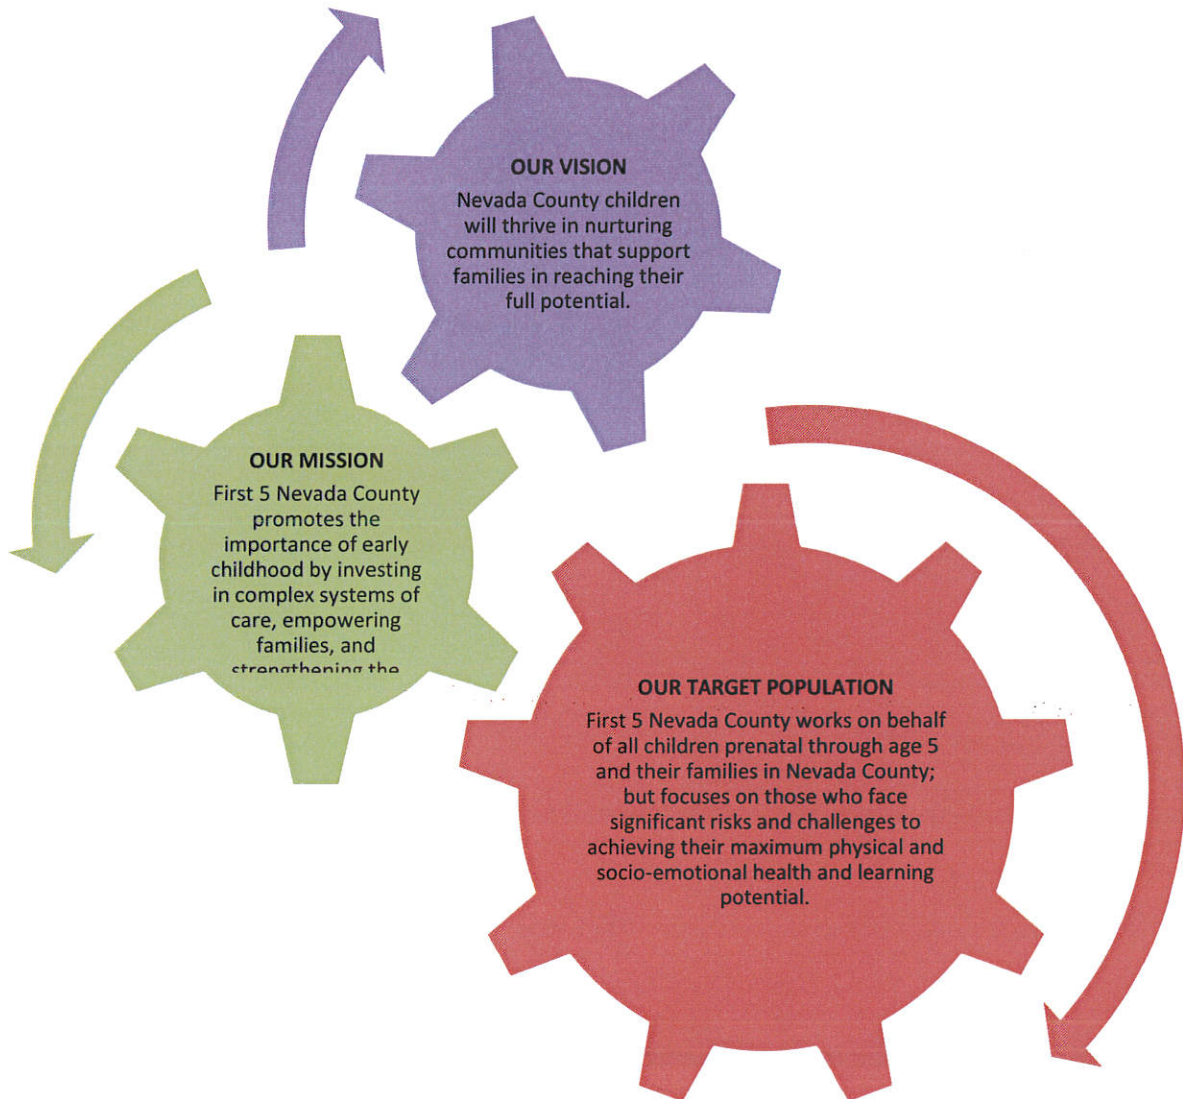 OUR VISION
Nevada County children
will thrive in nurturing
communities that support
families in reaching their
full potential.
OUR MISSION
First 5 Nevada County
promotes the
importance of early
childhood by investing
in complex systems of
care, empowering
families, and
strengthening the
OUR TARGET POPULATION
First 5 Nevada County works on behalf
of all children prenatal through age 5
and their families in Nevada County;
but focuses on those who face
significant risks and challenges to
achieving their maximum physical and
socio-emotional health and learning
potential.